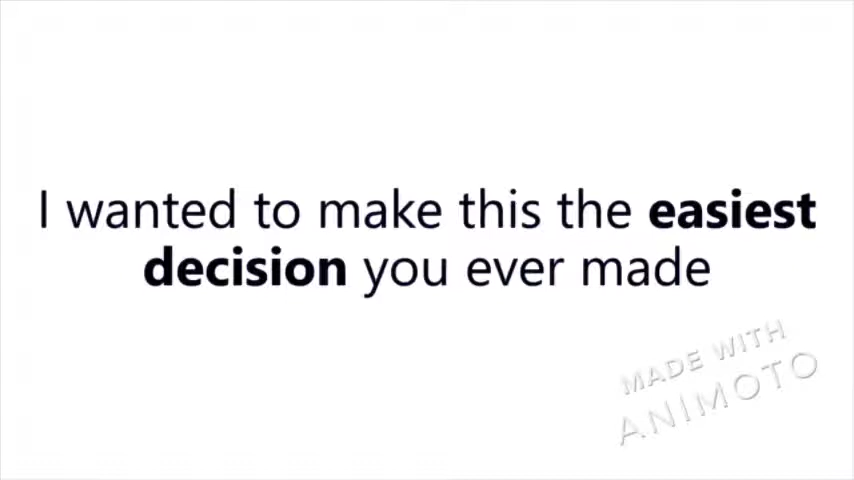 I wanted to make this the easiest
decision you ever made
MADE WITH
ANIMOTO